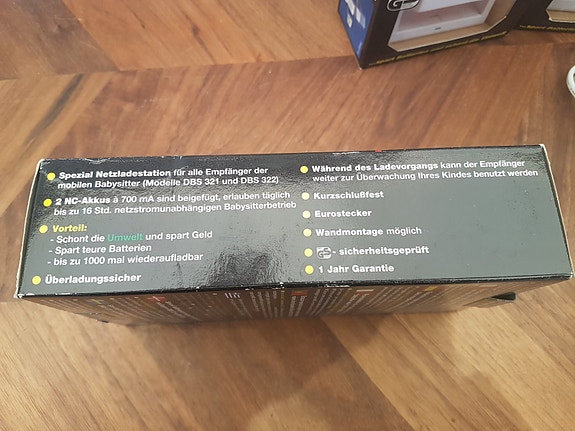 Spezial Netzladestation für alle Empfänger der
mobilen Babysitter (Modelle DBS 321 und DBS 322)
2 NC-Akkus á 700 mA sind beigefügt, erlauben täglich
bis zu 16 Std. netzstromunabhängigen Babysitterbetrieb
Vorteil:
- Schont die Umwelt und spart Geld
- Spart teure Batterien
- bis zu 1000 mal wiederaufladbar
Überladungssicher
Während des Ladevorgangs kann der Empfänger
weiter zur Überwachung Ihres Kindes benutzt werden
Kurzschlußfest
Eurostecker
Wandmontage möglich
- sicherheitsgeprüft
1 Jahr Garantie